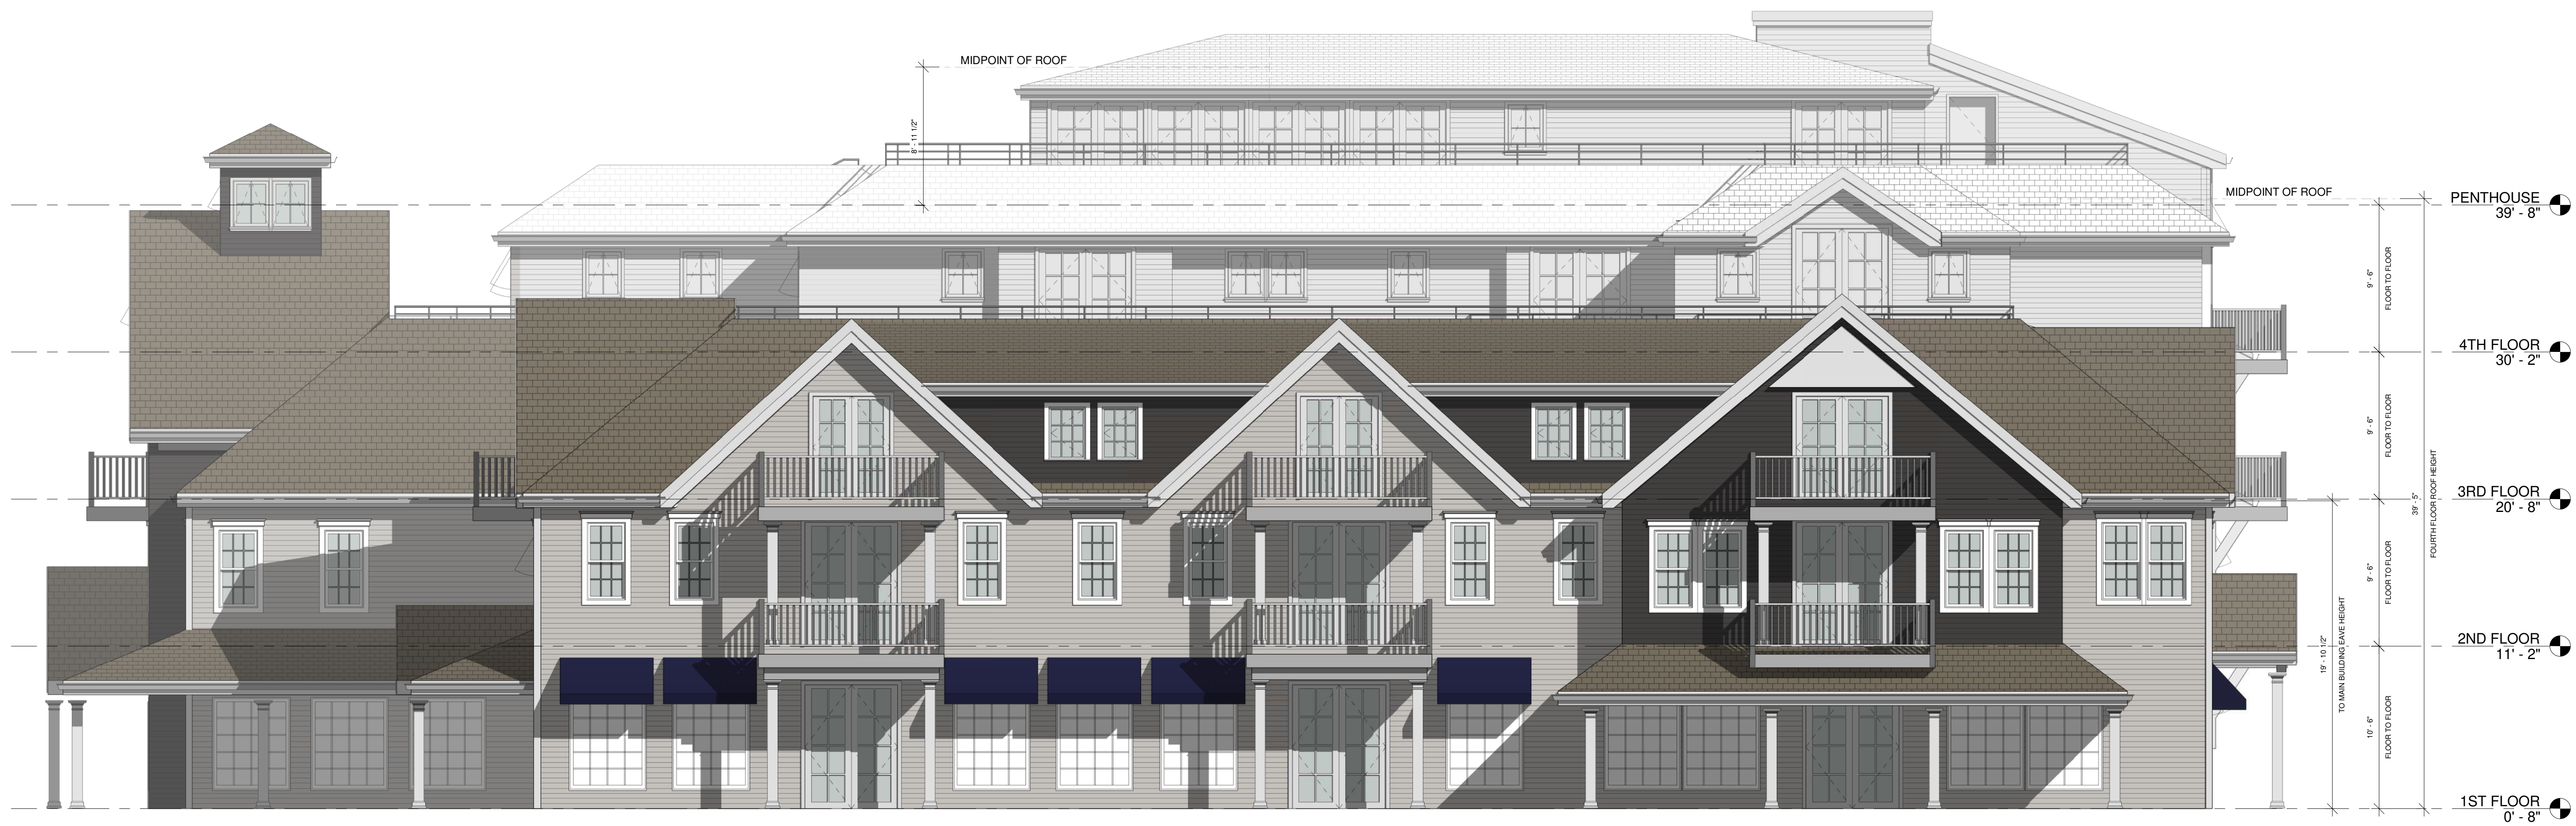 MIDPOINT OF ROOF
8' - 11 1/2"
MIDPOINT OF ROOF
PENTHOUSE
39' - 8"
9' - 6"
FLOOR TO FLOOR
4TH FLOOR
30' - 2"
9' - 6"
FLOOR TO FLOOR
39' - 5"
FOURTH FLOOR ROOF HEIGHT
3RD FLOOR
20' - 8"
9' - 6"
FLOOR TO FLOOR
19' - 10 1/2"
TO MAIN BUILDING EAVE HEIGHT
2ND FLOOR
11' - 2"
10' - 6"
FLOOR TO FLOOR
1ST FLOOR
0' - 8"